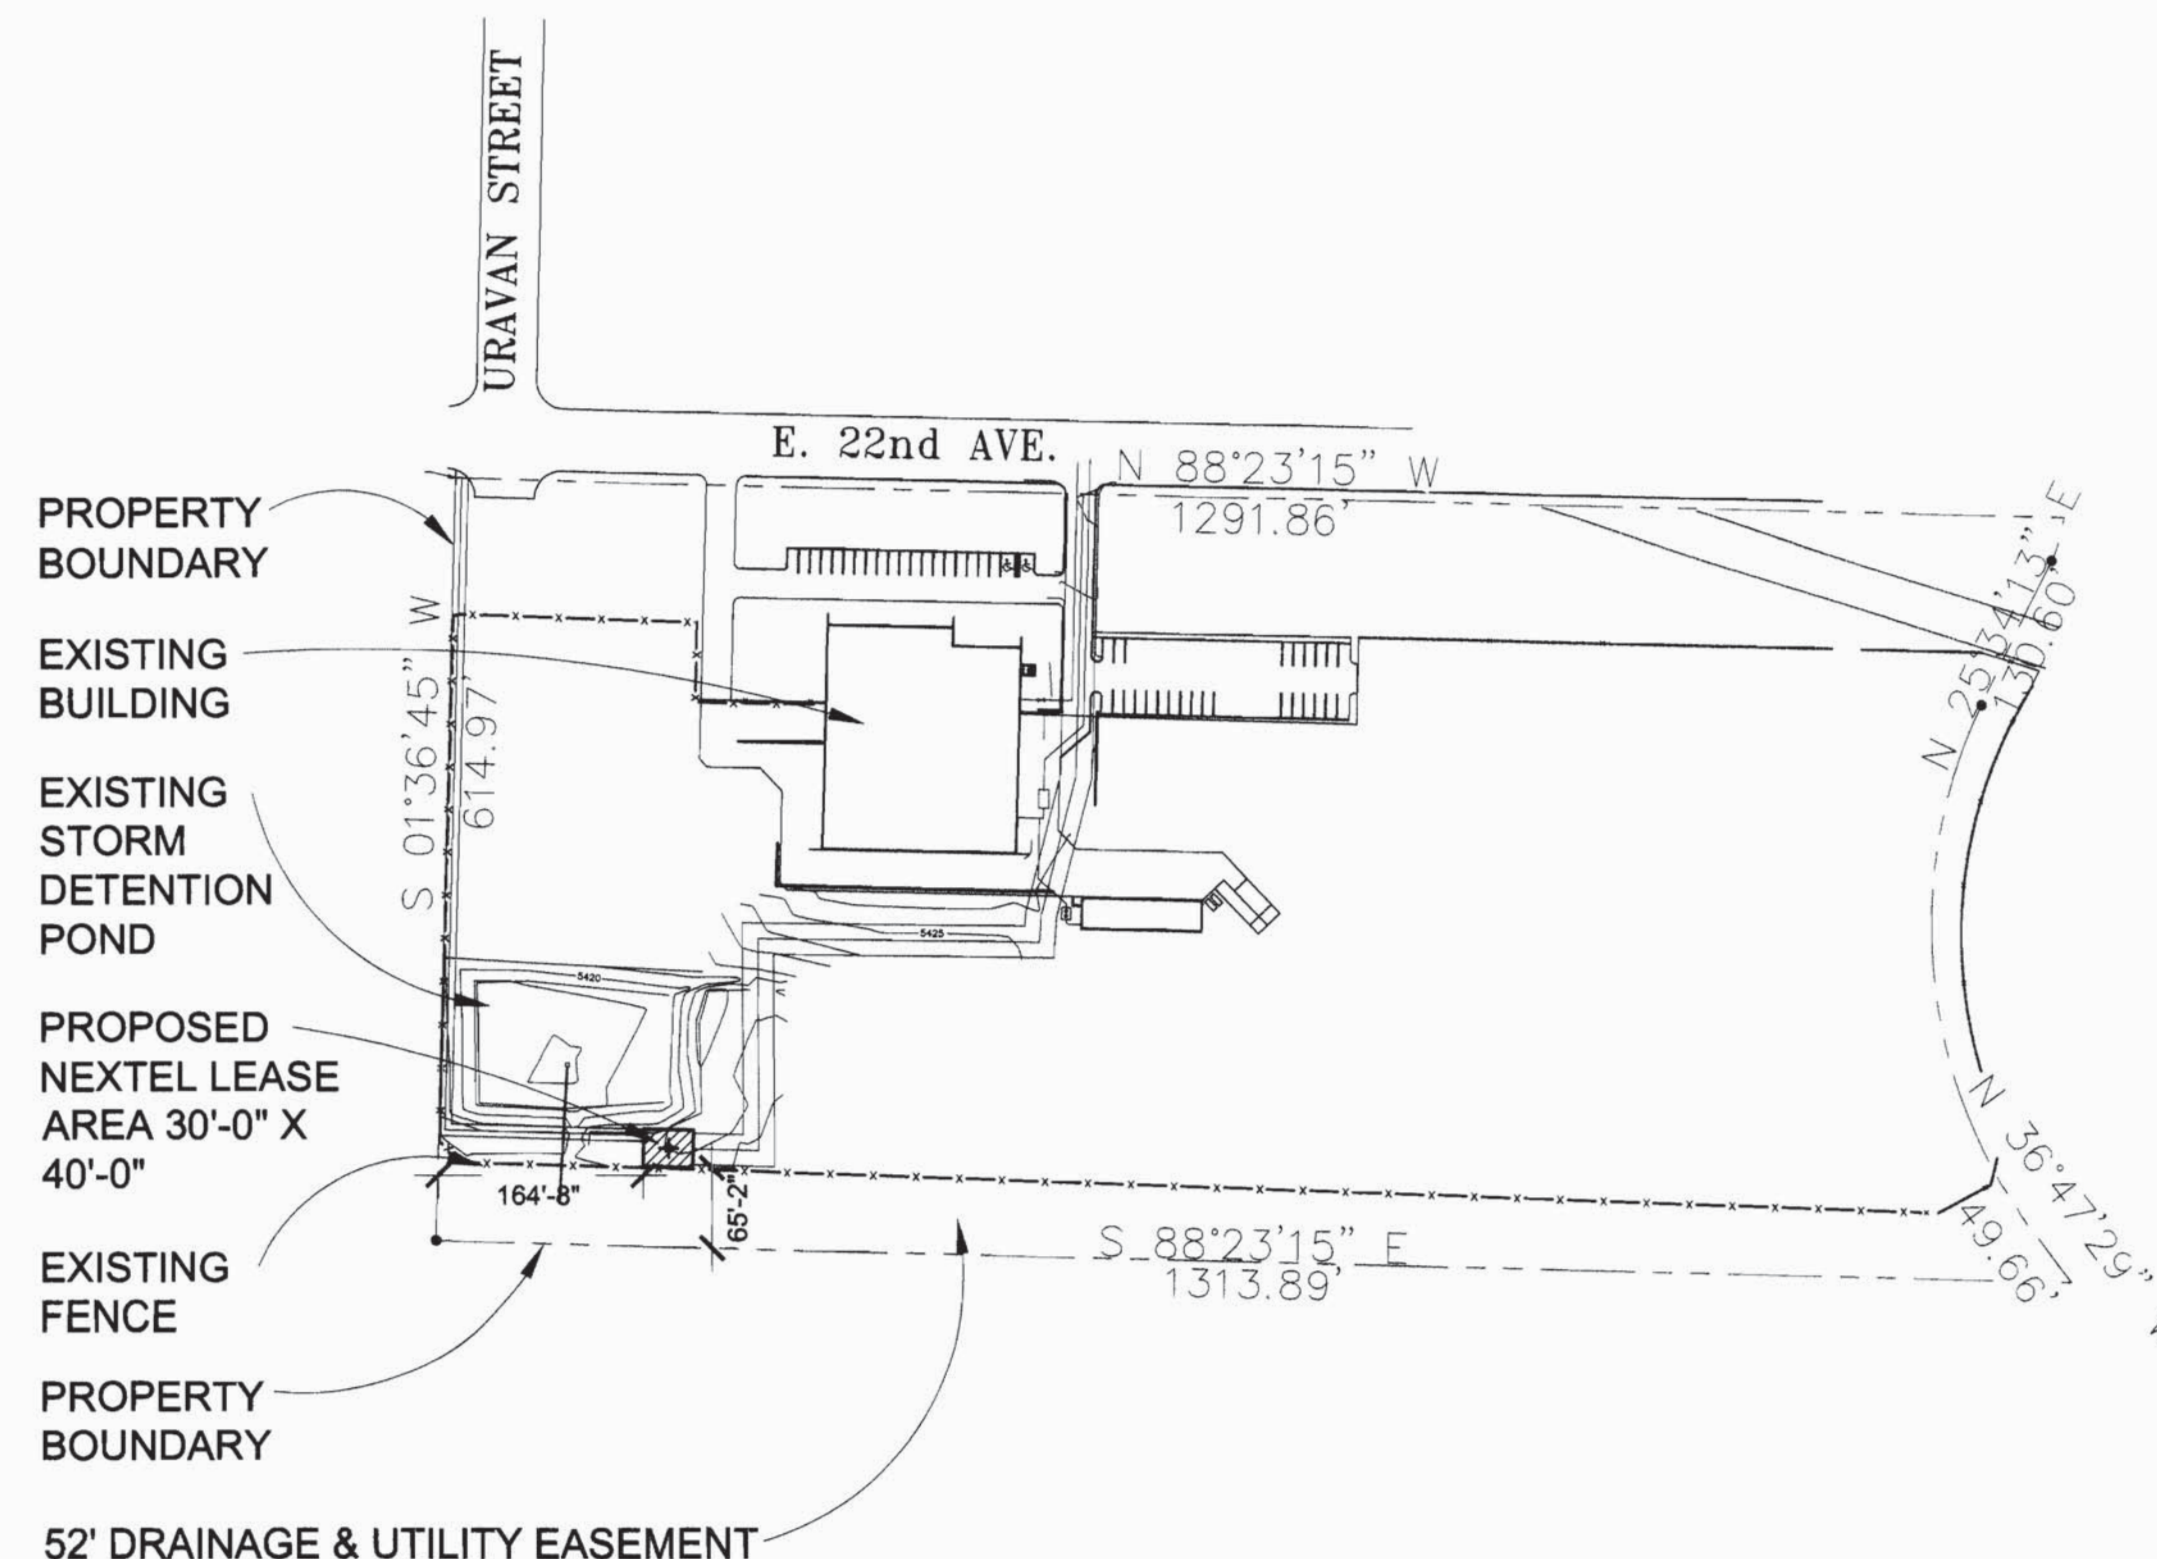 URAVAN STREET
E. 22nd AVE.
N 88°23'15" W
1291.86'
PROPERTY
BOUNDARY
EXISTING
BUILDING
EXISTING
STORM
DETENTION
POND
PROPOSED
NEXTEL LEASE
AREA 30'-0" X
40'-0"
EXISTING
FENCE
PROPERTY
BOUNDARY
52' DRAINAGE & UTILITY EASEMENT
S 01°36'45" W
614.97'
N 25°34'13" E
130.60'
5425
5420
164'-8"
65'-2"
S 88°23'15" E
1313.89'
N 36°47'29"
49.66'